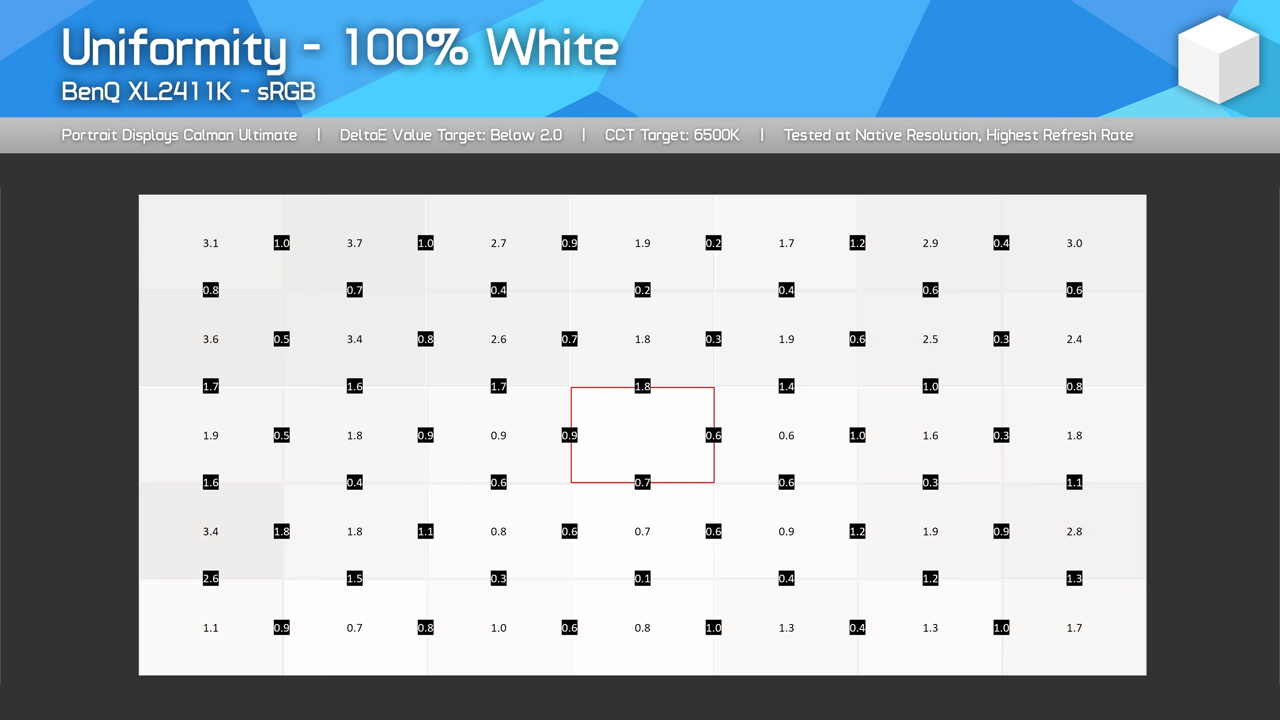 Uniformity - 100% White
BenQ XL2411K - sRGB
Portrait Displays Calman Ultimate | DeltaE Value Target: Below 2.0 | CCT Target: 6500K | Tested at Native Resolution, Highest Refresh Rate
3.1 1.0 3.7 1.0 2.7 0.9 1.9 0.2 1.7 1.2 2.9 0.4 3.0
0.8 0.7 0.4 0.2 0.4 0.6 0.6
3.6 0.5 3.4 0.8 2.6 0.7 1.8 0.3 1.9 0.6 2.5 0.3 2.4
1.7 1.6 1.7 1.8 1.4 1.0 0.8
1.9 0.5 1.8 0.9 0.9 0.9 0.6 0.6 1.0 1.6 0.3 1.8
1.6 0.4 0.6 0.7 0.6 0.3 1.1
3.4 1.8 1.8 1.1 0.8 0.6 0.7 0.6 0.9 1.2 1.9 0.9 2.8
2.6 1.5 0.3 0.1 0.4 1.2 1.3
1.1 0.9 0.7 0.8 1.0 0.6 0.8 1.0 1.3 0.4 1.3 1.0 1.7